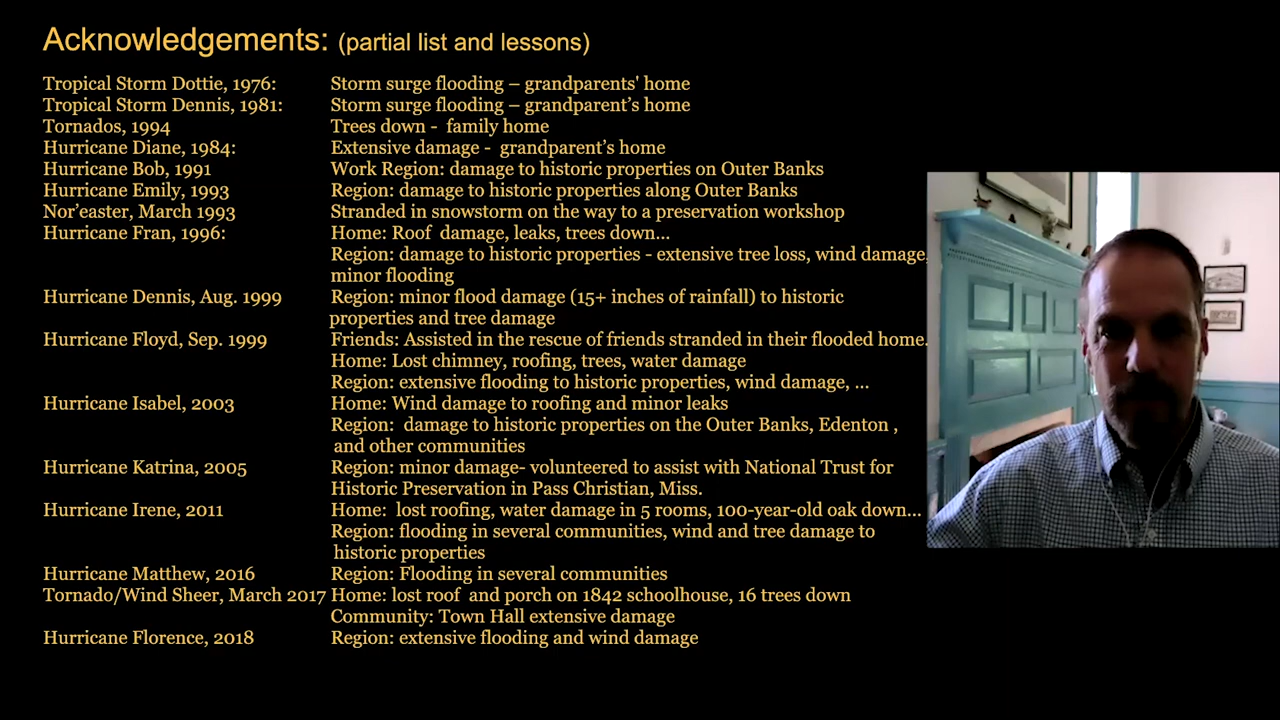 Acknowledgements: (partial list and lessons)
Tropical Storm Dottie, 1976: Storm surge flooding – grandparents' home
Tropical Storm Dennis, 1981: Storm surge flooding – grandparent’s home
Tornados, 1994 Trees down - family home
Hurricane Diane, 1984: Extensive damage - grandparent’s home
Hurricane Bob, 1991 Work Region: damage to historic properties on Outer Banks
Hurricane Emily, 1993 Region: damage to historic properties along Outer Banks
Nor’easter, March 1993 Stranded in snowstorm on the way to a preservation workshop
Hurricane Fran, 1996: Home: Roof damage, leaks, trees down...
Region: damage to historic properties - extensive tree loss, wind damage,
minor flooding
Hurricane Dennis, Aug. 1999 Region: minor flood damage (15+ inches of rainfall) to historic
properties and tree damage
Hurricane Floyd, Sep. 1999 Friends: Assisted in the rescue of friends stranded in their flooded home.
Home: Lost chimney, roofing, trees, water damage
Region: extensive flooding to historic properties, wind damage, ...
Hurricane Isabel, 2003 Home: Wind damage to roofing and minor leaks
Region: damage to historic properties on the Outer Banks, Edenton ,
and other communities
Hurricane Katrina, 2005 Region: minor damage- volunteered to assist with National Trust for
Historic Preservation in Pass Christian, Miss.
Hurricane Irene, 2011 Home: lost roofing, water damage in 5 rooms, 100-year-old oak down...
Region: flooding in several communities, wind and tree damage to
historic properties
Hurricane Matthew, 2016 Region: Flooding in several communities
Tornado/Wind Sheer, March 2017 Home: lost roof and porch on 1842 schoolhouse, 16 trees down
Community: Town Hall extensive damage
Hurricane Florence, 2018 Region: extensive flooding and wind damage